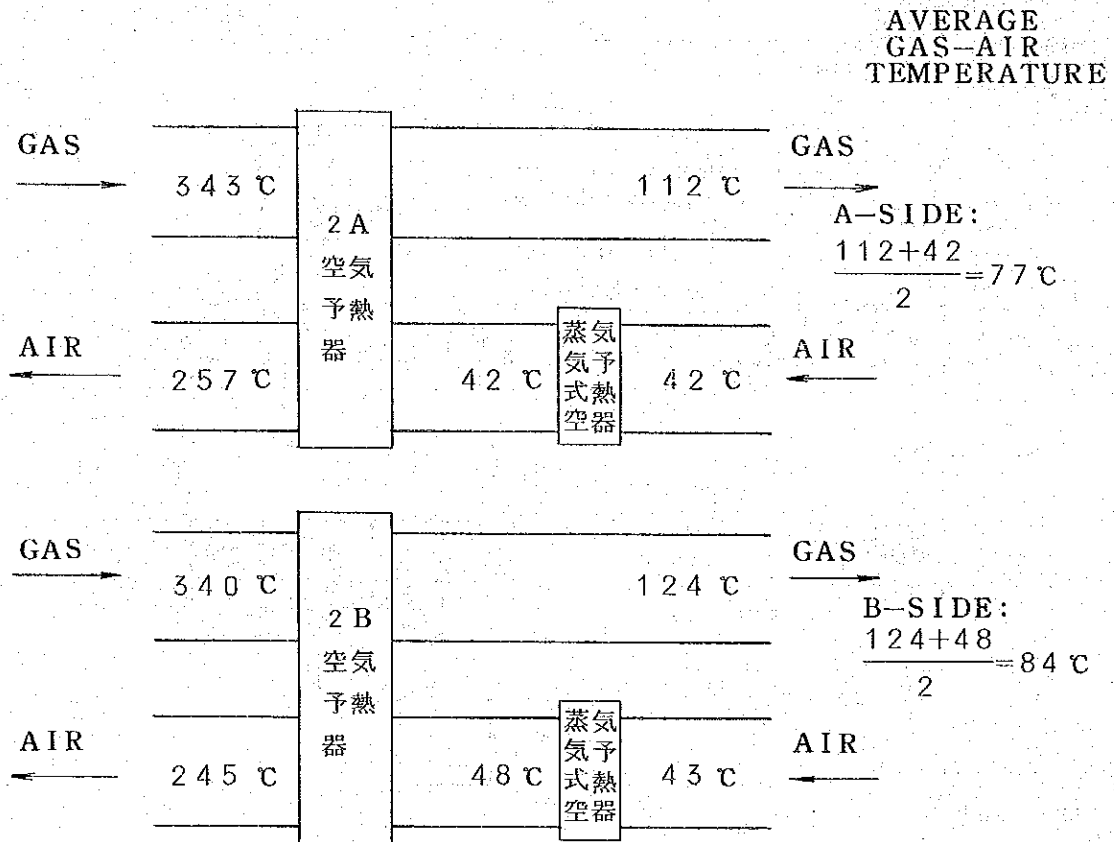 AVERAGE
GAS-AIR
TEMPERATURE
GAS
343℃
2A
空気
予熱
器
112℃
GAS
A-SIDE:
112+42
2
=77℃
AIR
257℃
42℃
蒸気
気予
式熱
空器
42℃
AIR
GAS
340℃
2B
空気
予熱
器
124℃
GAS
B-SIDE:
124+48
2
=84℃
AIR
245℃
48℃
蒸気
気予
式熱
空器
43℃
AIR